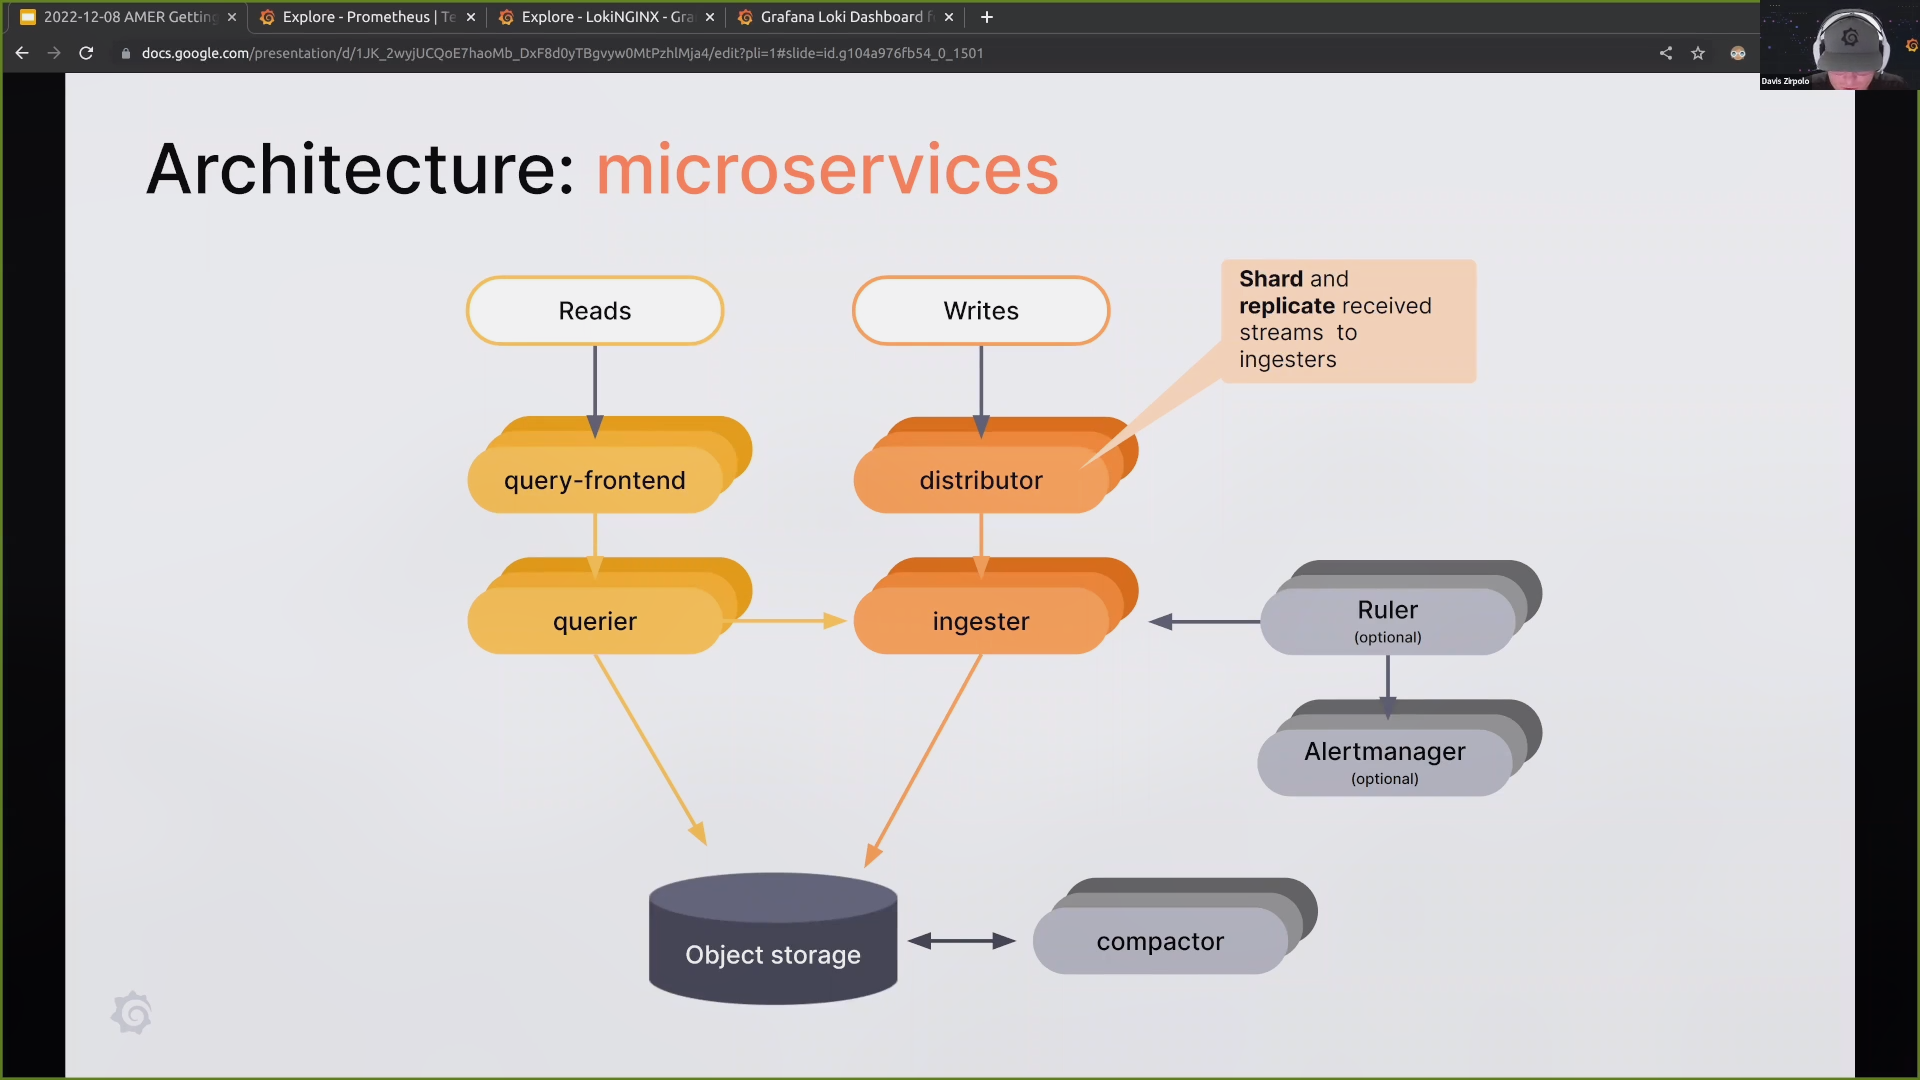 2022-12-08 AMER Getting
Explore - Prometheus | Te
Explore - LokiNGINX - Gra
Grafana Loki Dashboard f
docs.google.com/presentation/d/1JK_2wyjUCQoE7haoMb_DxF8d0yTBgvyw0MtPzhlMja4/edit?pli=1#slide=id.g104a976fb54_0_1501
Davis Zirpolo
Architecture: microservices
Reads
Writes
Shard and
replicate received
streams to
ingesters
query-frontend
distributor
querier
ingester
Ruler
(optional)
Alertmanager
(optional)
Object storage
compactor